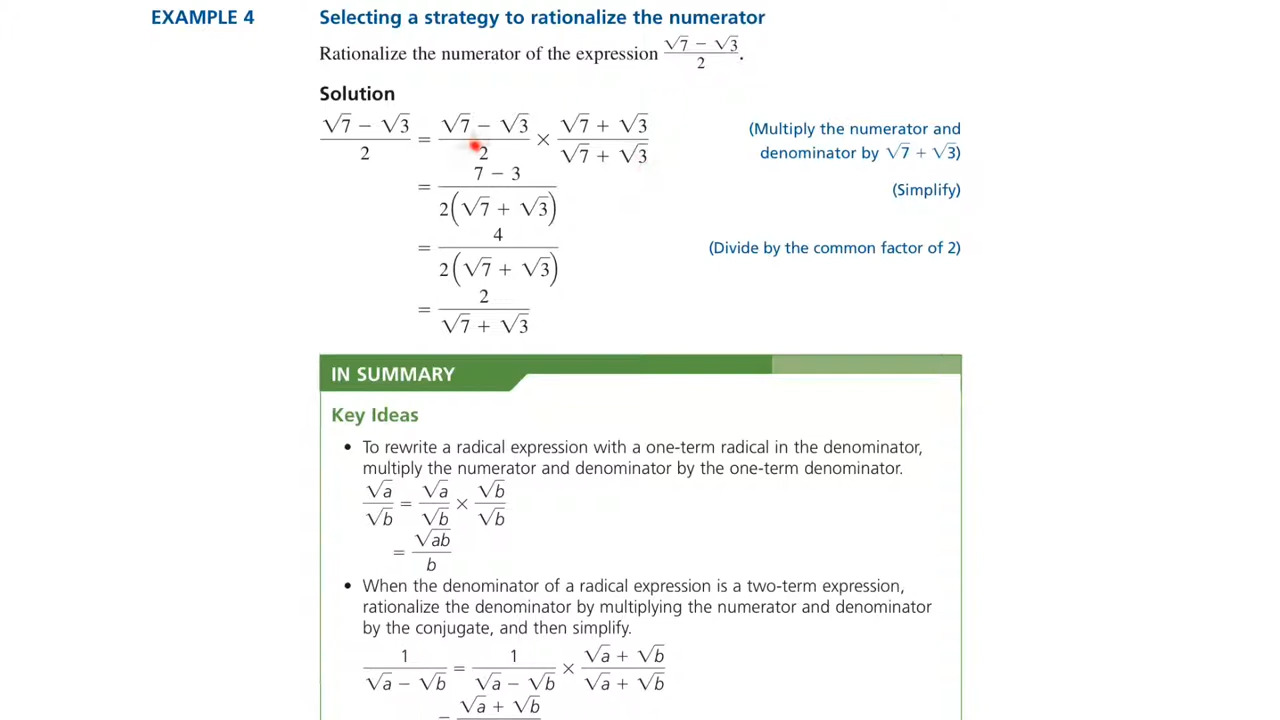 EXAMPLE 4 Selecting a strategy to rationalize the numerator
Rationalize the numerator of the expression (√7 − √3)/2.
Solution
(√7 − √3)/2 = (√7 − √3)/2 × (√7 + √3)/(√7 + √3) (Multiply the numerator and
denominator by √7 + √3)
= (7 − 3)/(2(√7 + √3)) (Simplify)
= 4/(2(√7 + √3)) (Divide by the common factor of 2)
= 2/(√7 + √3)
IN SUMMARY
Key Ideas
• To rewrite a radical expression with a one-term radical in the denominator,
multiply the numerator and denominator by the one-term denominator.
√a/√b = √a/√b × √b/√b
= √ab/b
• When the denominator of a radical expression is a two-term expression,
rationalize the denominator by multiplying the numerator and denominator
by the conjugate, and then simplify.
1/(√a − √b) = 1/(√a − √b) × (√a + √b)/(√a + √b)
= √a + √b